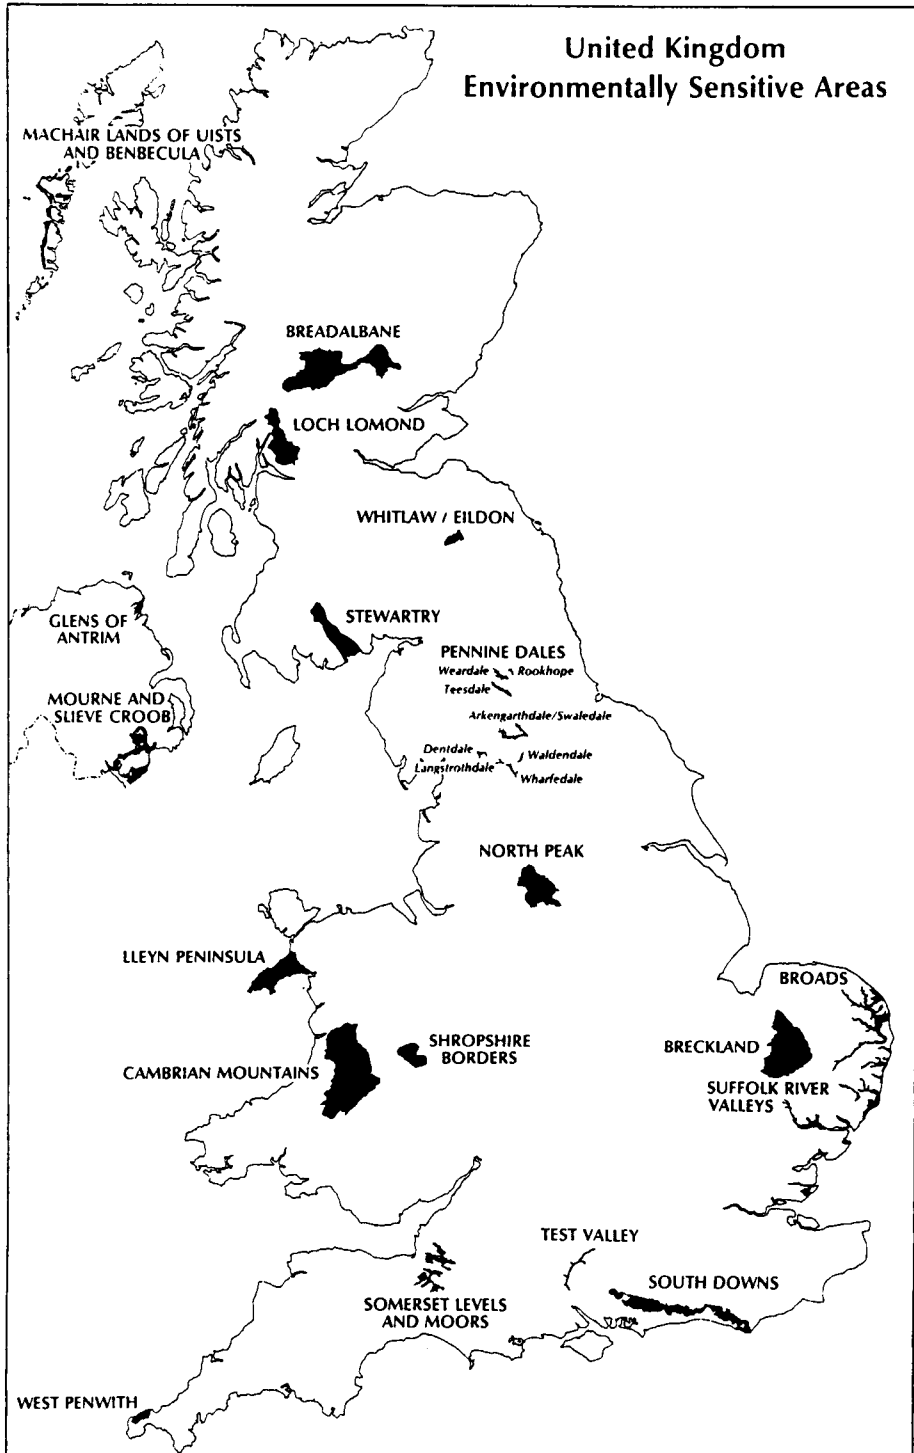 United Kingdom
Environmentally Sensitive Areas
MACHAIR LANDS OF UISTS
AND BENBECULA
BREADALBANE
LOCH LOMOND
WHITLAW / EILDON
GLENS OF
ANTRIM
STEWARTRY
PENNINE DALES
Weardale
Rookhope
Teesdale
MOURNE AND
SLIEVE CROOB
Arkengarthdale/Swaledale
Dentdale
Waldendale
Langstrothdale
Wharfedale
NORTH PEAK
LLEYN PENINSULA
BROADS
SHROPSHIRE
BORDERS
BRECKLAND
CAMBRIAN MOUNTAINS
SUFFOLK RIVER
VALLEYS
TEST VALLEY
SOUTH DOWNS
SOMERSET LEVELS
AND MOORS
WEST PENWITH